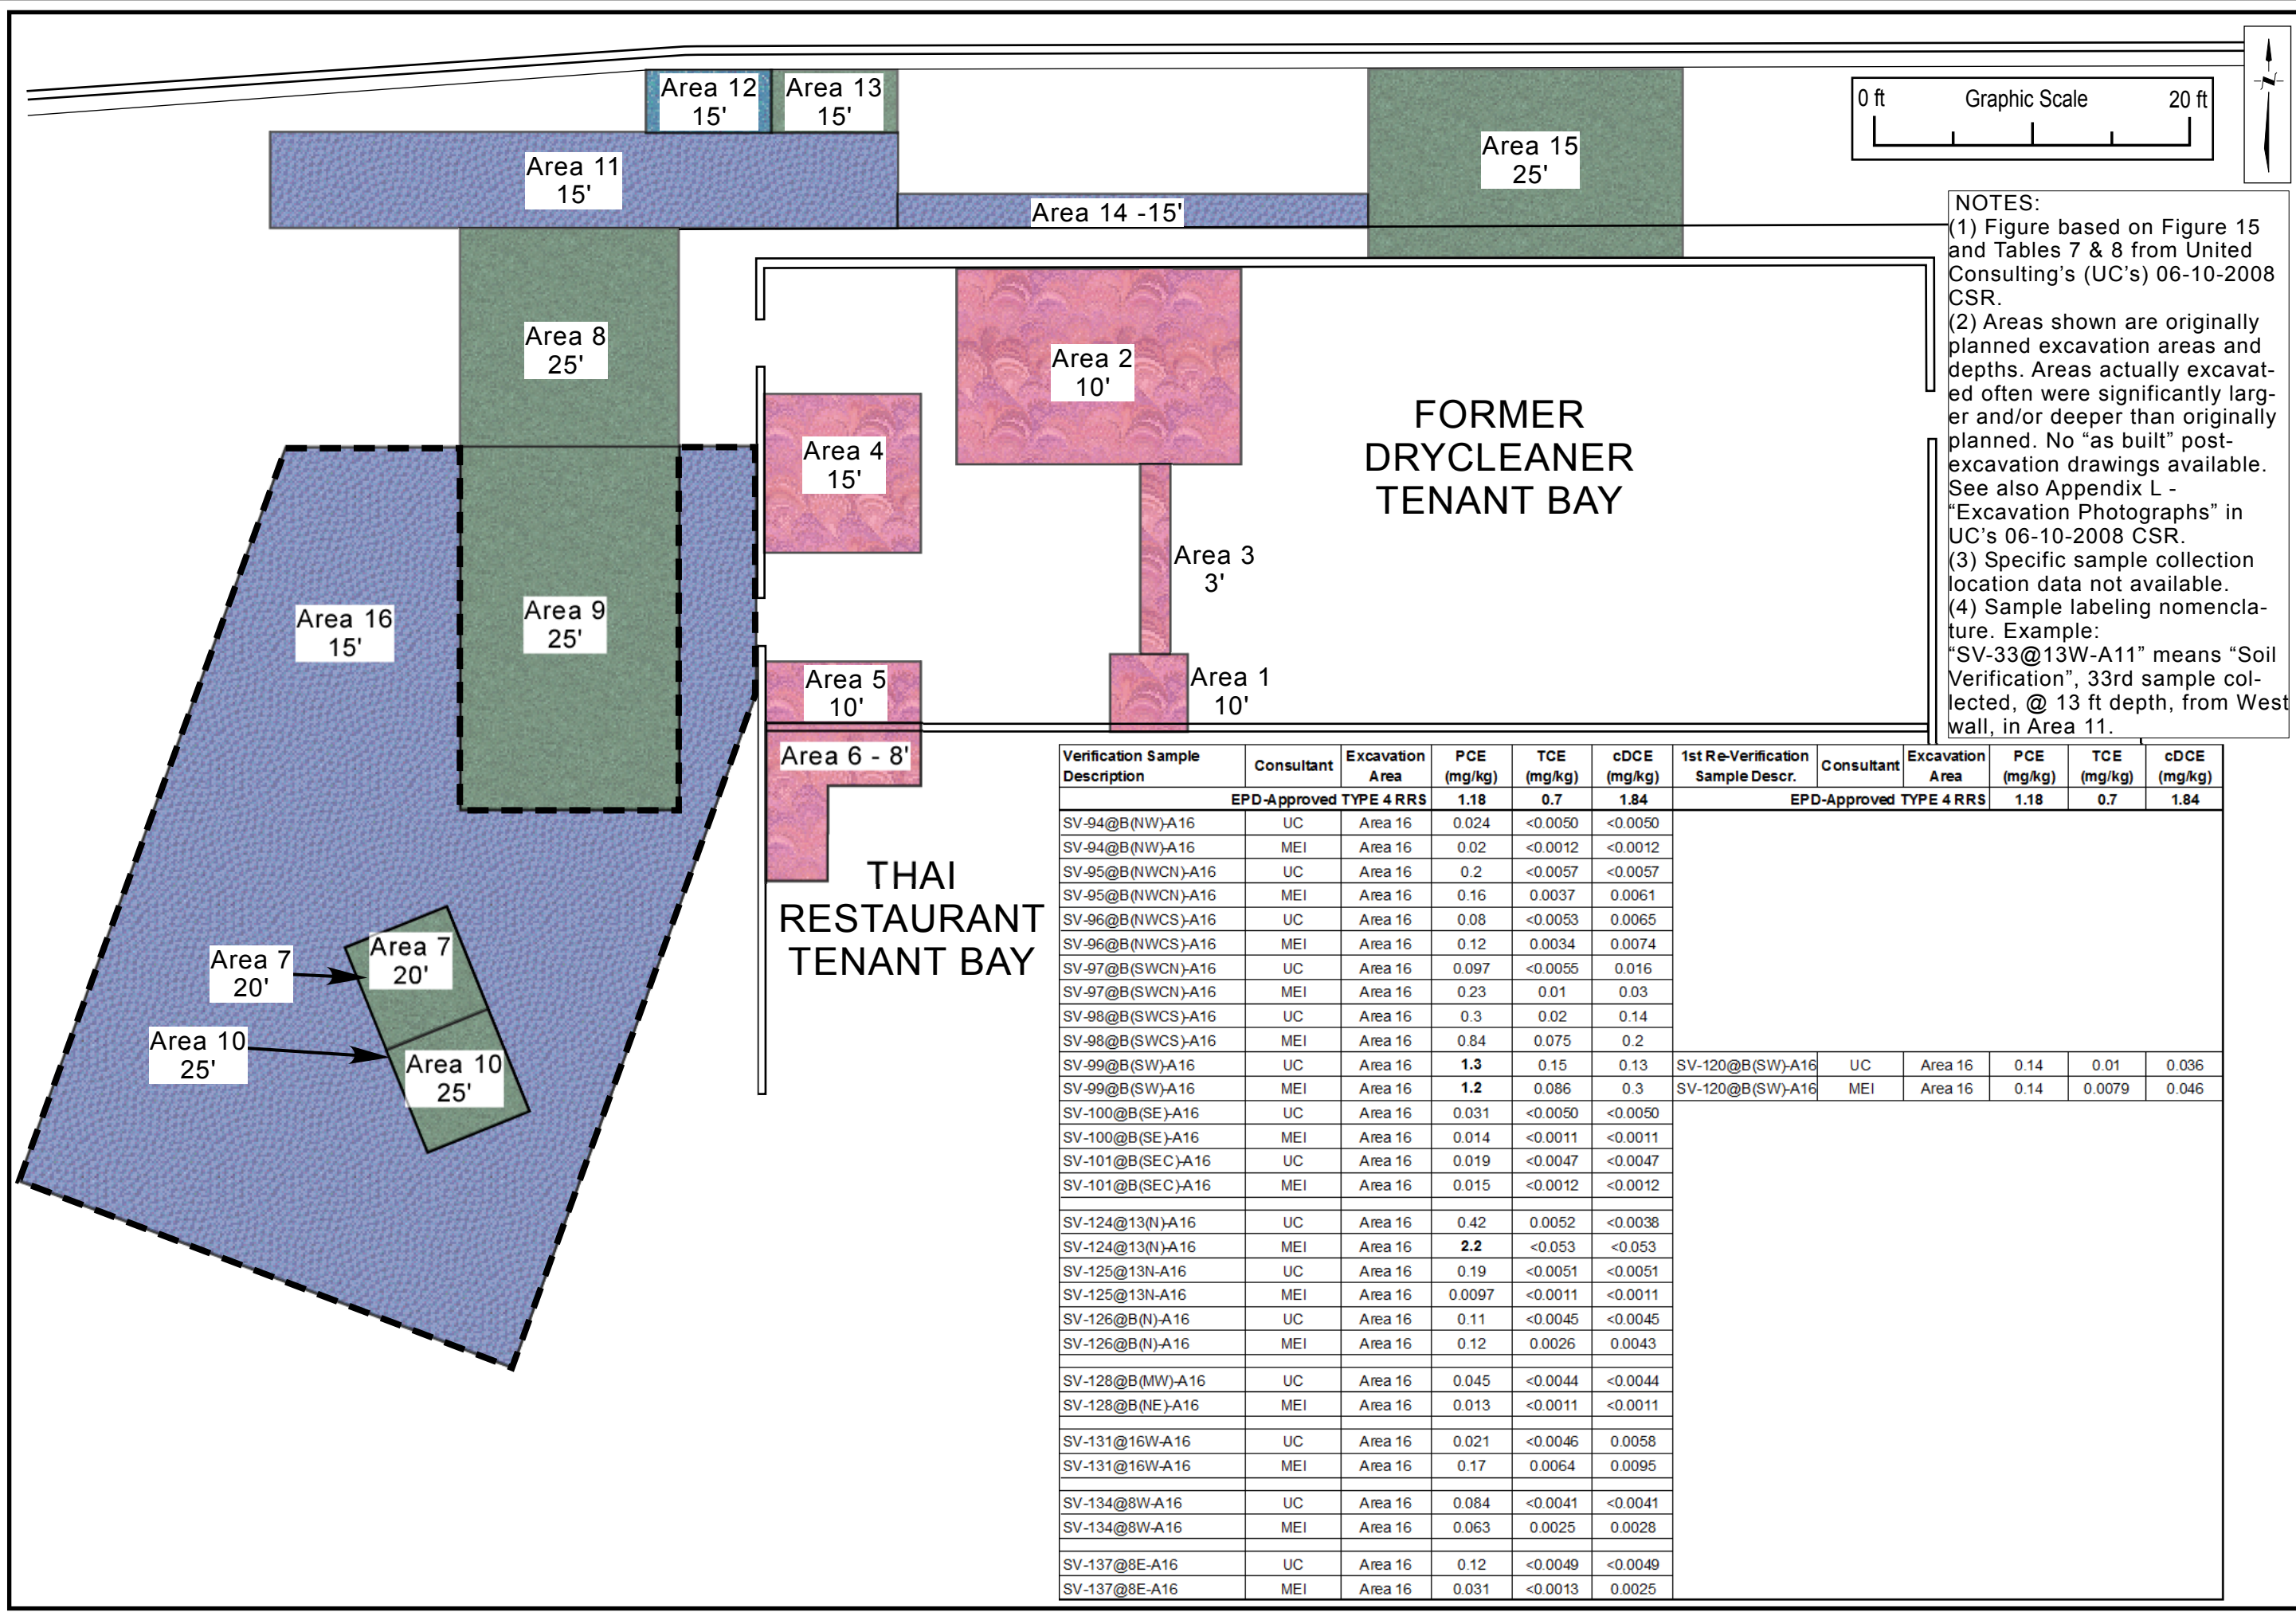 Area 12
15'
Area 13
15'
Area 11
15'
Area 14 -15'
Area 15
25'
0 ft Graphic Scale 20 ft
N
NOTES:
(1) Figure based on Figure 15
and Tables 7 & 8 from United
Consulting's (UC's) 06-10-2008
CSR.
(2) Areas shown are originally
planned excavation areas and
depths. Areas actually excavat-
ed often were significantly larg-
er and/or deeper than originally
planned. No “as built” post-
excavation drawings available.
See also Appendix L -
“Excavation Photographs” in
UC's 06-10-2008 CSR.
(3) Specific sample collection
location data not available.
(4) Sample labeling nomencla-
ture. Example:
“SV-33@13W-A11” means “Soil
Verification”, 33rd sample col-
lected, @ 13 ft depth, from West
wall, in Area 11.
Area 8
25'
Area 2
10'
Area 4
15'
FORMER
DRYCLEANER
TENANT BAY
Area 3
3'
Area 16
15'
Area 9
25'
Area 5
10'
Area 1
10'
Area 6 - 8'
THAI
RESTAURANT
TENANT BAY
Area 7
20'
Area 7
20'
Area 10
25'
Area 10
25'
Verification Sample Description Consultant Excavation Area PCE (mg/kg) TCE (mg/kg) cDCE (mg/kg) 1st Re-Verification Sample Descr. Consultant Excavation Area PCE (mg/kg) TCE (mg/kg) cDCE (mg/kg)
EPD-Approved TYPE 4 RRS 1.18 0.7 1.84 EPD-Approved TYPE 4 RRS 1.18 0.7 1.84
SV-94@B(NW)-A16 UC Area 16 0.024 <0.0050 <0.0050
SV-94@B(NW)-A16 MEI Area 16 0.02 <0.0012 <0.0012
SV-95@B(NWCN)-A16 UC Area 16 0.2 <0.0057 <0.0057
SV-95@B(NWCN)-A16 MEI Area 16 0.16 0.0037 0.0061
SV-96@B(NWCS)-A16 UC Area 16 0.08 <0.0053 0.0065
SV-96@B(NWCS)-A16 MEI Area 16 0.12 0.0034 0.0074
SV-97@B(SWCN)-A16 UC Area 16 0.097 <0.0055 0.016
SV-97@B(SWCN)-A16 MEI Area 16 0.23 0.01 0.03
SV-98@B(SWCS)-A16 UC Area 16 0.3 0.02 0.14
SV-98@B(SWCS)-A16 MEI Area 16 0.84 0.075 0.2
SV-99@B(SW)-A16 UC Area 16 1.3 0.15 0.13 SV-120@B(SW)-A16 UC Area 16 0.14 0.01 0.036
SV-99@B(SW)-A16 MEI Area 16 1.2 0.086 0.3 SV-120@B(SW)-A16 MEI Area 16 0.14 0.0079 0.046
SV-100@B(SE)-A16 UC Area 16 0.031 <0.0050 <0.0050
SV-100@B(SE)-A16 MEI Area 16 0.014 <0.0011 <0.0011
SV-101@B(SEC)-A16 UC Area 16 0.019 <0.0047 <0.0047
SV-101@B(SEC)-A16 MEI Area 16 0.015 <0.0012 <0.0012
SV-124@13(N)-A16 UC Area 16 0.42 0.0052 <0.0038
SV-124@13(N)-A16 MEI Area 16 2.2 <0.053 <0.053
SV-125@13N-A16 UC Area 16 0.19 <0.0051 <0.0051
SV-125@13N-A16 MEI Area 16 0.0097 <0.0011 <0.0011
SV-126@B(N)-A16 UC Area 16 0.11 <0.0045 <0.0045
SV-126@B(N)-A16 MEI Area 16 0.12 0.0026 0.0043
SV-128@B(MW)-A16 UC Area 16 0.045 <0.0044 <0.0044
SV-128@B(NE)-A16 MEI Area 16 0.013 <0.0011 <0.0011
SV-131@16W-A16 UC Area 16 0.021 <0.0046 0.0058
SV-131@16W-A16 MEI Area 16 0.17 0.0064 0.0095
SV-134@8W-A16 UC Area 16 0.084 <0.0041 <0.0041
SV-134@8W-A16 MEI Area 16 0.063 0.0025 0.0028
SV-137@8E-A16 UC Area 16 0.12 <0.0049 <0.0049
SV-137@8E-A16 MEI Area 16 0.031 <0.0013 0.0025